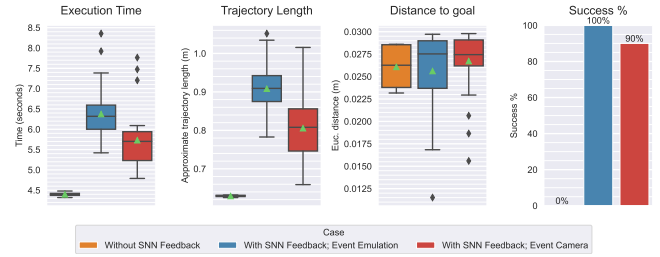 Execution Time
Trajectory Length
Distance to goal
Success %
Time (seconds)
8.5
8.0
7.5
7.0
6.5
6.0
5.5
5.0
4.5
Approximate trajectory length (m)
1.0
0.9
0.8
0.7
Euc. distance (m)
0.0300
0.0275
0.0250
0.0225
0.0200
0.0175
0.0150
0.0125
Success %
100
80
60
40
20
0
0%
100%
90%
Case
Without SNN Feedback
With SNN Feedback; Event Emulation
With SNN Feedback; Event Camera